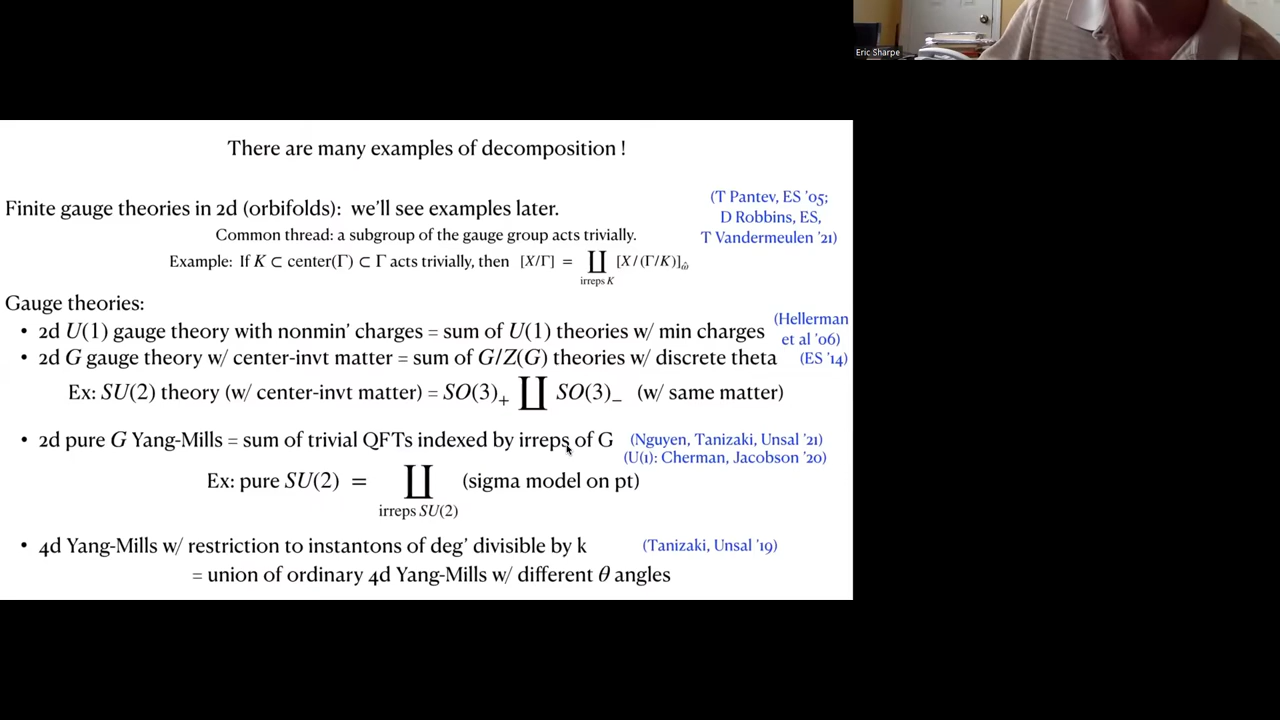 Eric Sharpe
There are many examples of decomposition !
Finite gauge theories in 2d (orbifolds): we'll see examples later.
(T Pantev, ES '05;
D Robbins, ES,
T Vandermeulen '21)
Common thread: a subgroup of the gauge group acts trivially.
Example: If K ⊂ center(Γ) ⊂ Γ acts trivially, then [X/Γ] = ∐ [X/(Γ/K)]_ω̂
irreps K
Gauge theories:
• 2d U(1) gauge theory with nonmin' charges = sum of U(1) theories w/ min charges
(Hellerman
et al '06)
• 2d G gauge theory w/ center-invt matter = sum of G/Z(G) theories w/ discrete theta (ES '14)
Ex: SU(2) theory (w/ center-invt matter) = SO(3)₊ ∐ SO(3)₋ (w/ same matter)
• 2d pure G Yang-Mills = sum of trivial QFTs indexed by irreps of G (Nguyen, Tanizaki, Unsal '21)
(U(1): Cherman, Jacobson '20)
Ex: pure SU(2) = ∐ (sigma model on pt)
irreps SU(2)
• 4d Yang-Mills w/ restriction to instantons of deg' divisible by k (Tanizaki, Unsal '19)
= union of ordinary 4d Yang-Mills w/ different θ angles